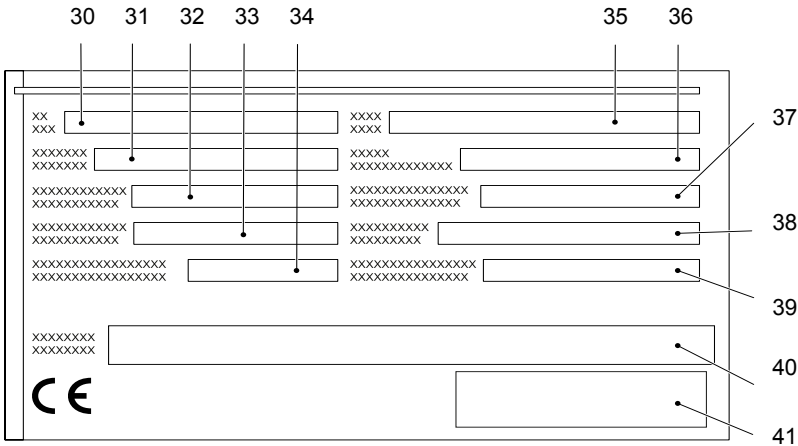 30 31 32 33 34 35 36
XX XXXX
XXX XXXX
37
XXXXXXX XXXXX
XXXXXXX XXXXXXXXXXXXX
XXXXXXXXXXXX XXXXXXXXXXXXXXX
XXXXXXXXXXX XXXXXXXXXXXXXX
38
XXXXXXXXXXXX XXXXXXXXXX
XXXXXXXXXXX XXXXXXXXX
XXXXXXXXXXXXXXXXX XXXXXXXXXXXXXXXX
XXXXXXXXXXXXXXXXX XXXXXXXXXXXXXXX
39
XXXXXXXX
XXXXXXXX
40
CE
41